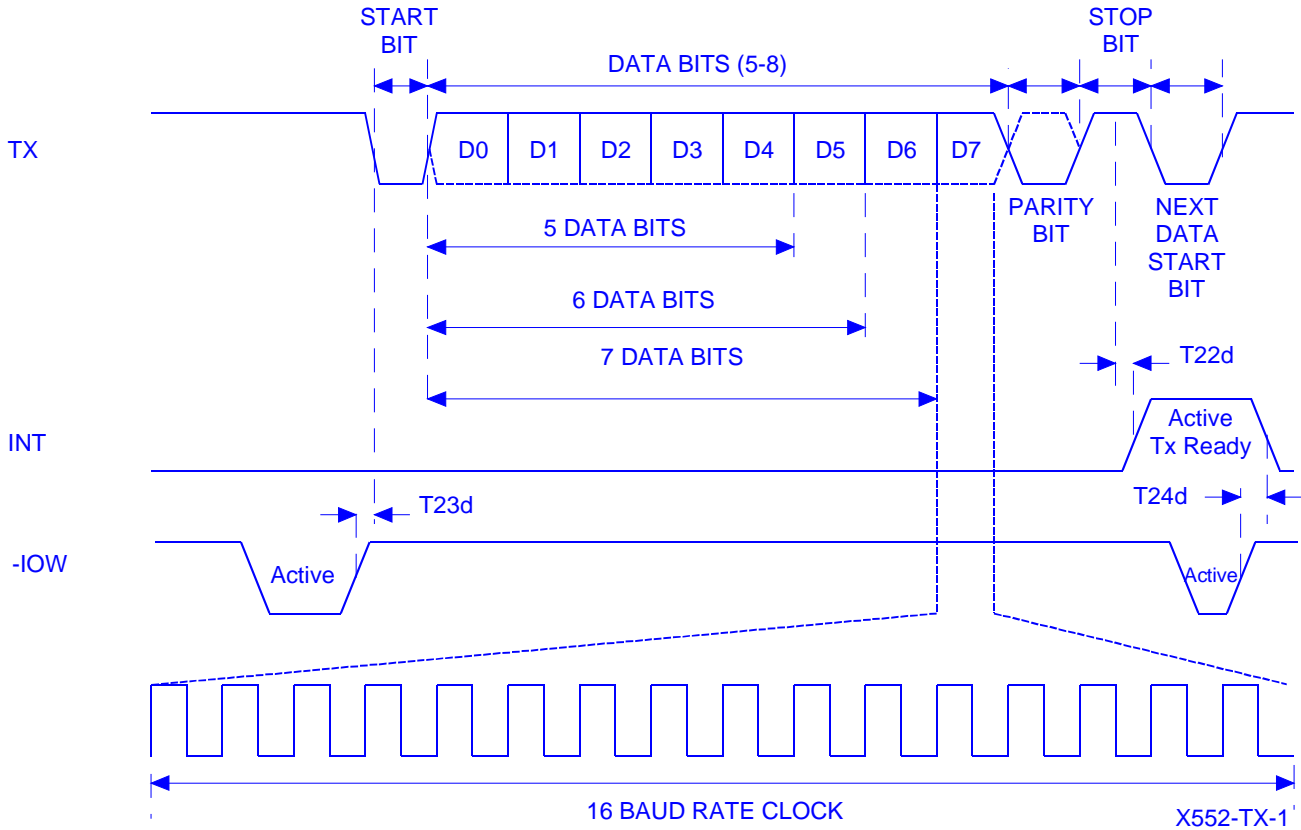 START
BIT
DATA BITS (5-8)
STOP
BIT
TX
D0 D1 D2 D3 D4 D5 D6 D7
PARITY
BIT
NEXT
DATA
START
BIT
5 DATA BITS
6 DATA BITS
7 DATA BITS
T22d
INT
Active
Tx Ready
T23d
T24d
-IOW
Active
Active
16 BAUD RATE CLOCK
X552-TX-1